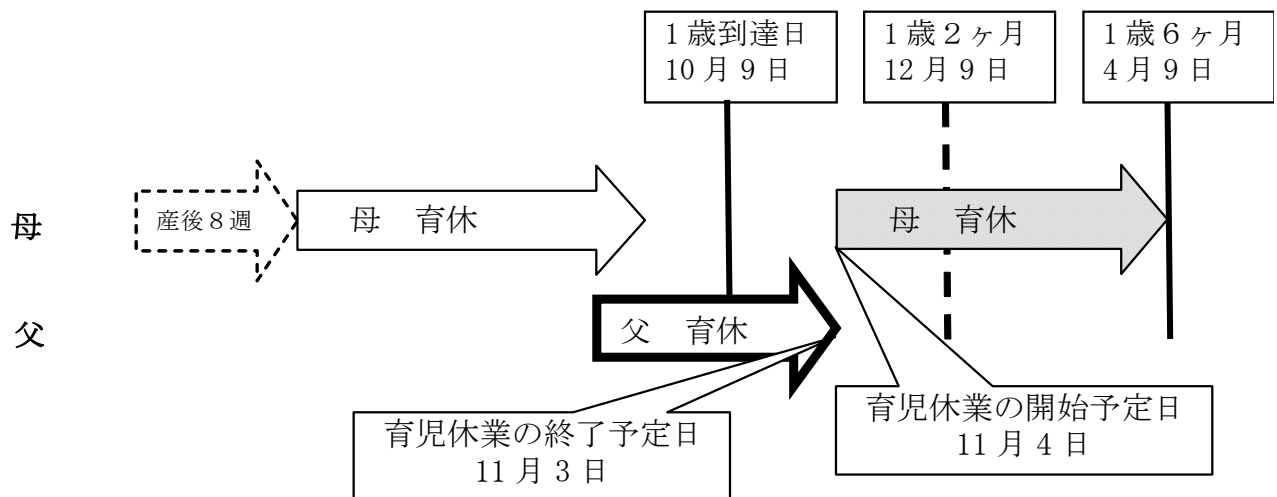 1歳到達日
10月9日
1歳2ヶ月
12月9日
1歳6ヶ月
4月9日
母
産後8週
母 育休
母 育休
父
父 育休
育児休業の終了予定日
11月3日
育児休業の開始予定日
11月4日